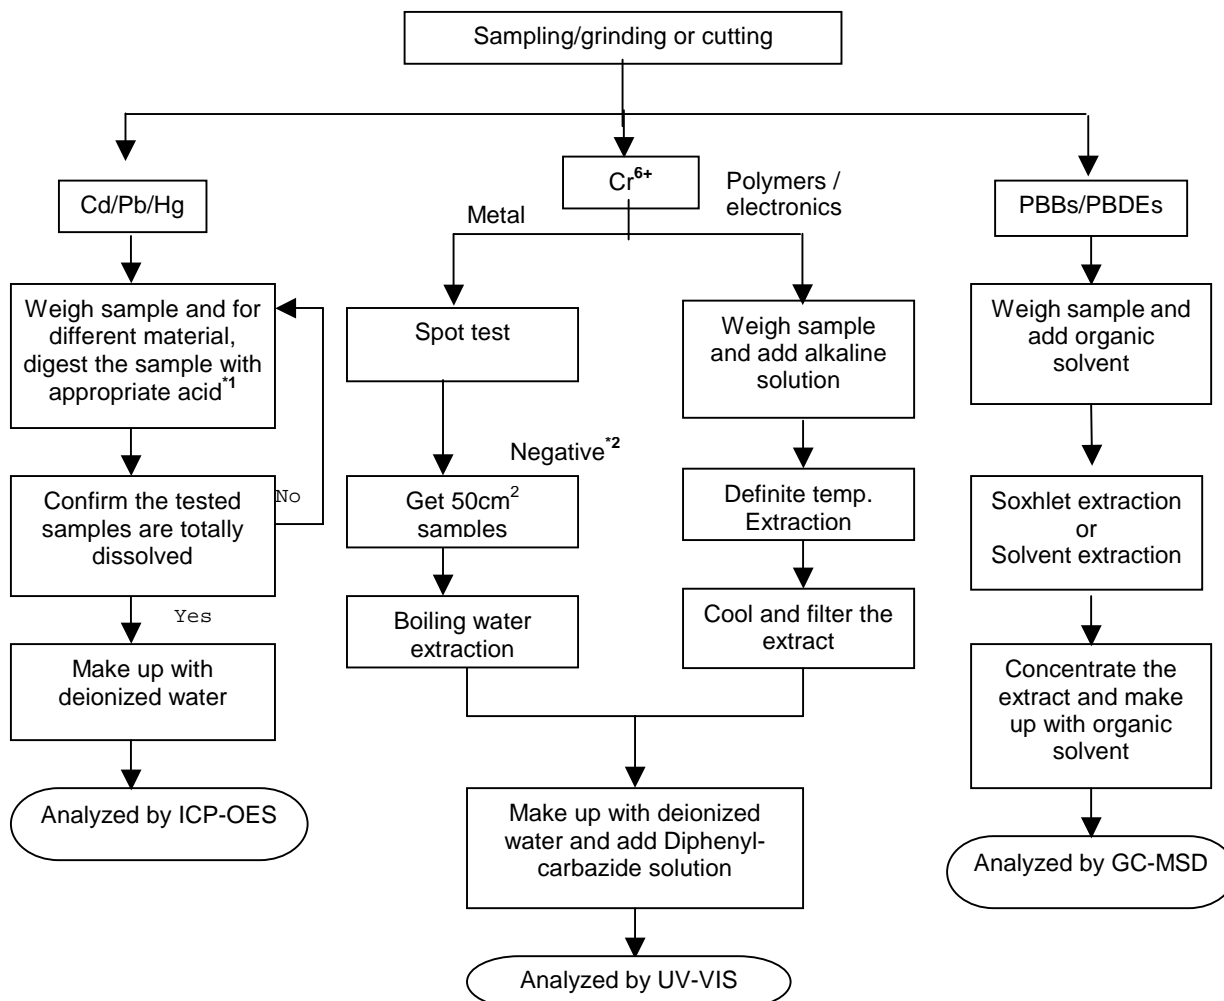 Sampling/grinding or cutting
Cd/Pb/Hg
Cr6+
Polymers /
electronics
Metal
PBBs/PBDEs
Weigh sample and for
different material,
digest the sample with
appropriate acid*1
Spot test
Weigh sample
and add alkaline
solution
Weigh sample and
add organic
solvent
Negative*2
Confirm the tested
samples are totally
dissolved
No
Get 50cm2
samples
Definite temp.
Extraction
Soxhlet extraction
or
Solvent extraction
Yes
Boiling water
extraction
Cool and filter the
extract
Make up with
deionized water
Concentrate the
extract and make
up with organic
solvent
Analyzed by ICP-OES
Make up with deionized
water and add Diphenyl-
carbazide solution
Analyzed by GC-MSD
Analyzed by UV-VIS